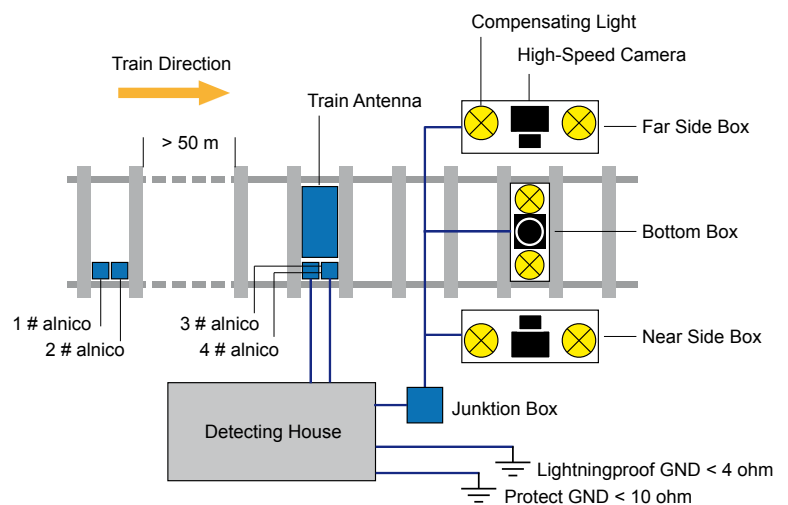 Compensating Light
High-Speed Camera
Train Direction
Train Antenna
Far Side Box
> 50 m
Bottom Box
1 # alnico
2 # alnico
3 # alnico
4 # alnico
Near Side Box
Junktion Box
Detecting House
Lightningproof GND < 4 ohm
Protect GND < 10 ohm